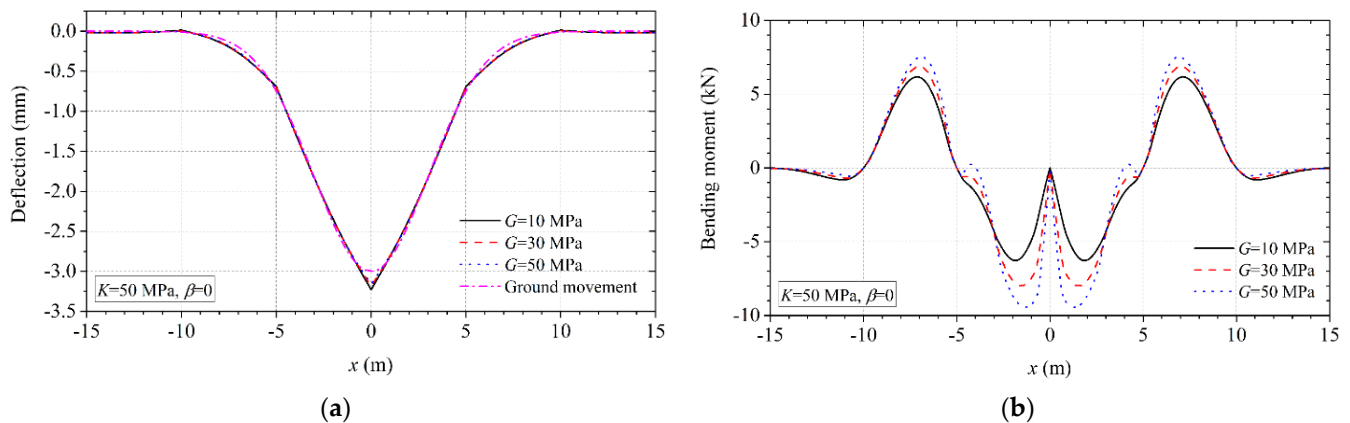 0.0
-0.5
-1.0
-1.5
-2.0
-2.5
-3.0
-3.5
Deflection (mm)
G=10 MPa
G=30 MPa
G=50 MPa
Ground movement
K=50 MPa, β=0
-15 -10 -5 0 5 10 15
x (m)
(a)
10
5
0
-5
-10
Bending moment (kN)
G=10 MPa
G=30 MPa
G=50 MPa
K=50 MPa, β=0
-15 -10 -5 0 5 10 15
x (m)
(b)